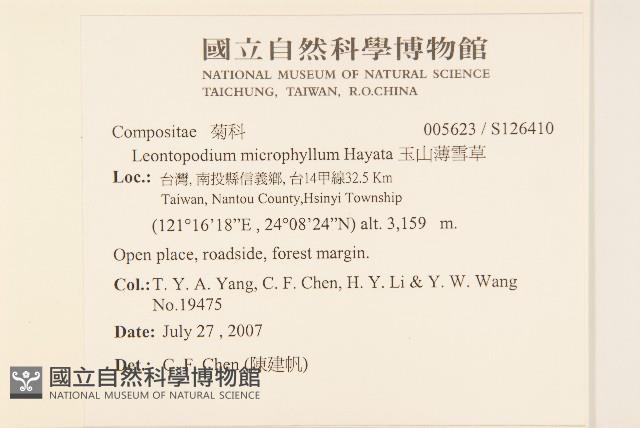 國立自然科學博物館
NATIONAL MUSEUM OF NATURAL SCIENCE
TAICHUNG, TAIWAN, R.O.CHINA
Compositae 菊科 005623 / S126410
Leontopodium microphyllum Hayata 玉山薄雪草
Loc.: 台灣, 南投縣信義鄉, 台14甲線32.5 Km
Taiwan, Nantou County,Hsinyi Township
(121°16'18"E , 24°08'24"N) alt. 3,159 m.
Open place, roadside, forest margin.
Col.: T. Y. A. Yang, C. F. Chen, H. Y. Li & Y. W. Wang
No.19475
Date: July 27 , 2007
Det.: C. F. Chen (陳建帆)
國立自然科學博物館
NATIONAL MUSEUM OF NATURAL SCIENCE